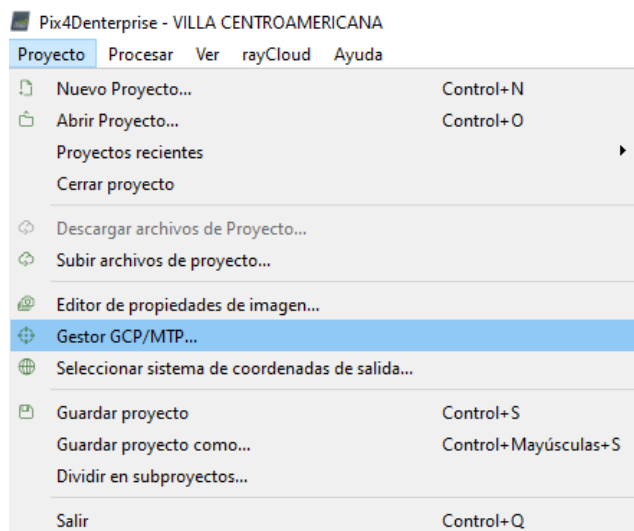 Pix4Denterprise - VILLA CENTROAMERICANA
Proyecto Procesar Ver rayCloud Ayuda
Nuevo Proyecto... Control+N
Abrir Proyecto... Control+O
Proyectos recientes
Cerrar proyecto
Descargar archivos de Proyecto...
Subir archivos de proyecto...
Editor de propiedades de imagen...
Gestor GCP/MTP...
Seleccionar sistema de coordenadas de salida...
Guardar proyecto Control+S
Guardar proyecto como... Control+Mayúsculas+S
Dividir en subproyectos...
Salir Control+Q